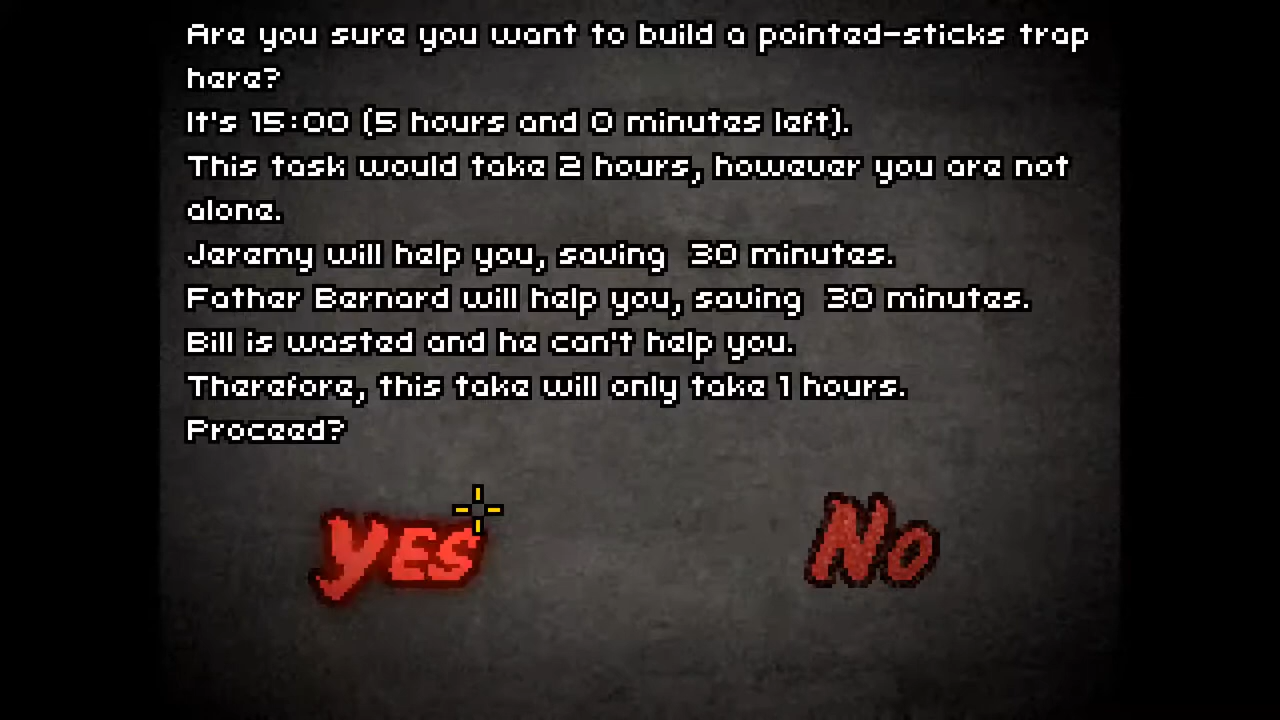 Are you sure you want to build a pointed-sticks trap
here?
It's 15:00 (5 hours and 0 minutes left).
This task would take 2 hours, however you are not
alone.
Jeremy will help you, saving  30 minutes.
Father Bernard will help you, saving  30 minutes.
Bill is wasted and he can't help you.
Therefore, this take will only take 1 hours.
Proceed?
Yes No